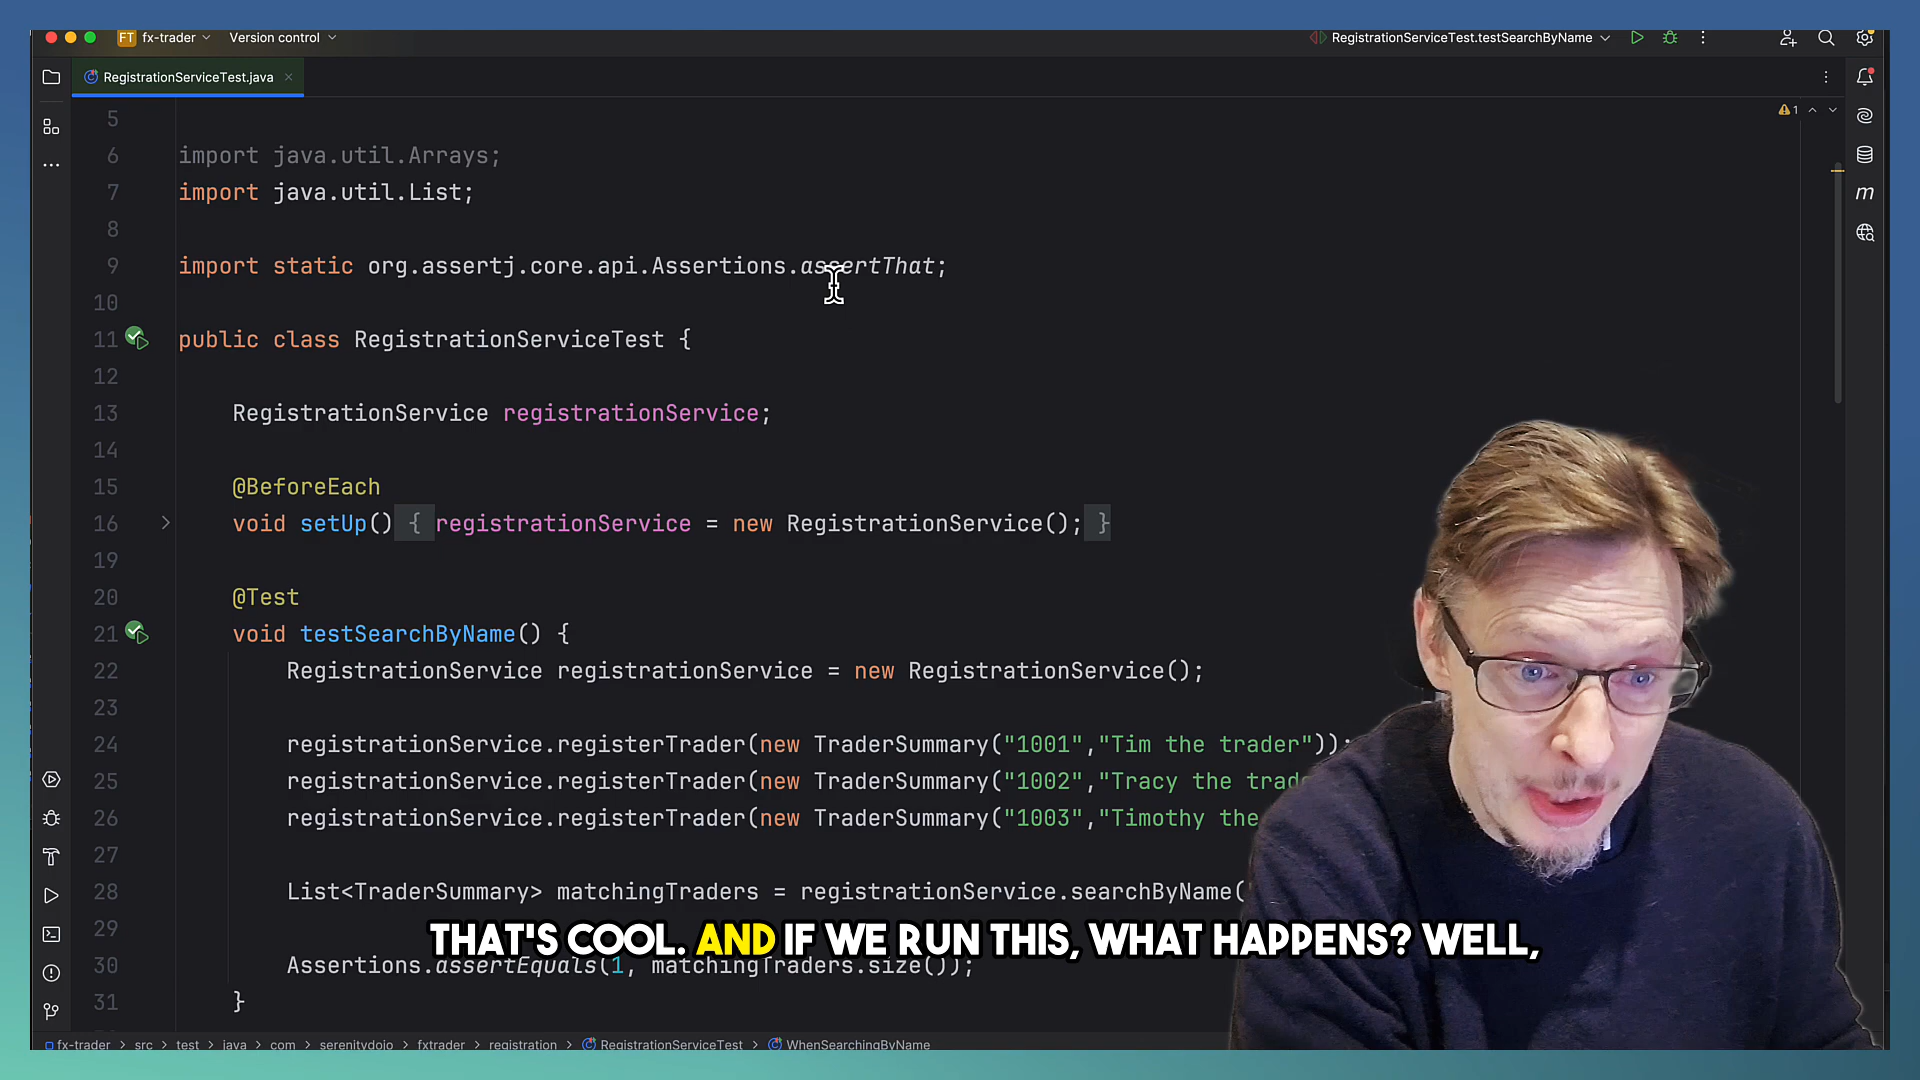 FT fx-trader Version control RegistrationServiceTest.testSearchByName
RegistrationServiceTest.java
1
5
6 import java.util.Arrays;
7 import java.util.List;
8
9 import static org.assertj.core.api.Assertions.assertThat;
10
11 public class RegistrationServiceTest {
12
13 RegistrationService registrationService;
14
15 @BeforeEach
16 void setUp() { registrationService = new RegistrationService(); }
19
20 @Test
21 void testSearchByName() {
22 RegistrationService registrationService = new RegistrationService();
23
24 registrationService.registerTrader(new TraderSummary("1001","Tim the trader"));
25 registrationService.registerTrader(new TraderSummary("1002","Tracy the trad
26 registrationService.registerTrader(new TraderSummary("1003","Timothy the
27
28 List<TraderSummary> matchingTraders = registrationService.searchByName(
29
THAT'S COOL. AND IF WE RUN THIS, WHAT HAPPENS? WELL,
30 Assertions.assertEquals(1, matchingTraders.size());
31 }
fx-trader > src > test > java > com > serenitydojo > fxtrader > registration > RegistrationServiceTest > WhenSearchingByName